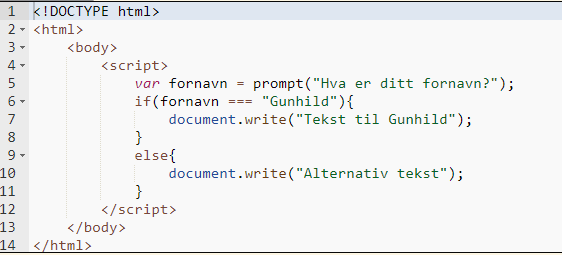 1 <!DOCTYPE html>
2 <html>
3 <body>
4 <script>
5 var fornavn = prompt("Hva er ditt fornavn?");
6 if(fornavn === "Gunhild"){
7 document.write("Tekst til Gunhild");
8 }
9 else{
10 document.write("Alternativ tekst");
11 }
12 </script>
13 </body>
14 </html>